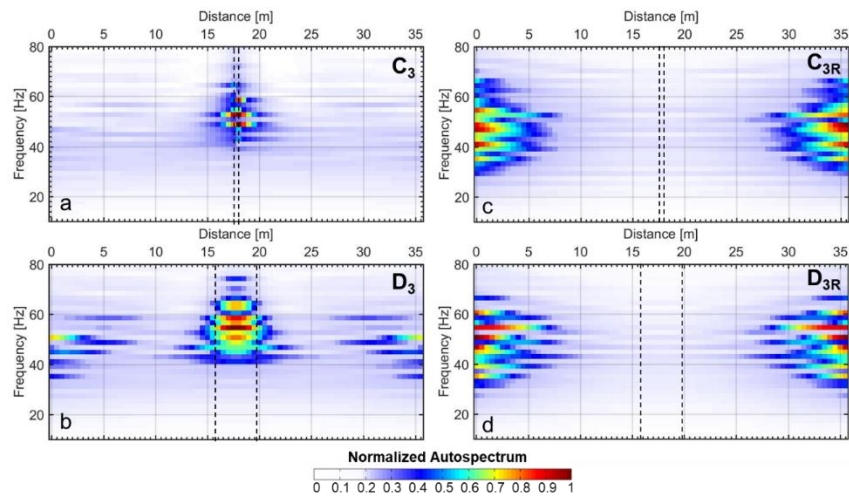 Distance [m] Distance [m]
0 5 10 15 20 25 30 35 0 5 10 15 20 25 30 35
80 C3 80 C3R
60 60
Frequency [Hz] Frequency [Hz]
40 40
20 20
a c
Distance [m] Distance [m]
0 5 10 15 20 25 30 35 0 5 10 15 20 25 30 35
80 D3 80 D3R
60 60
Frequency [Hz] Frequency [Hz]
40 40
20 20
b d
Normalized Autospectrum
0 0.1 0.2 0.3 0.4 0.5 0.6 0.7 0.8 0.9 1